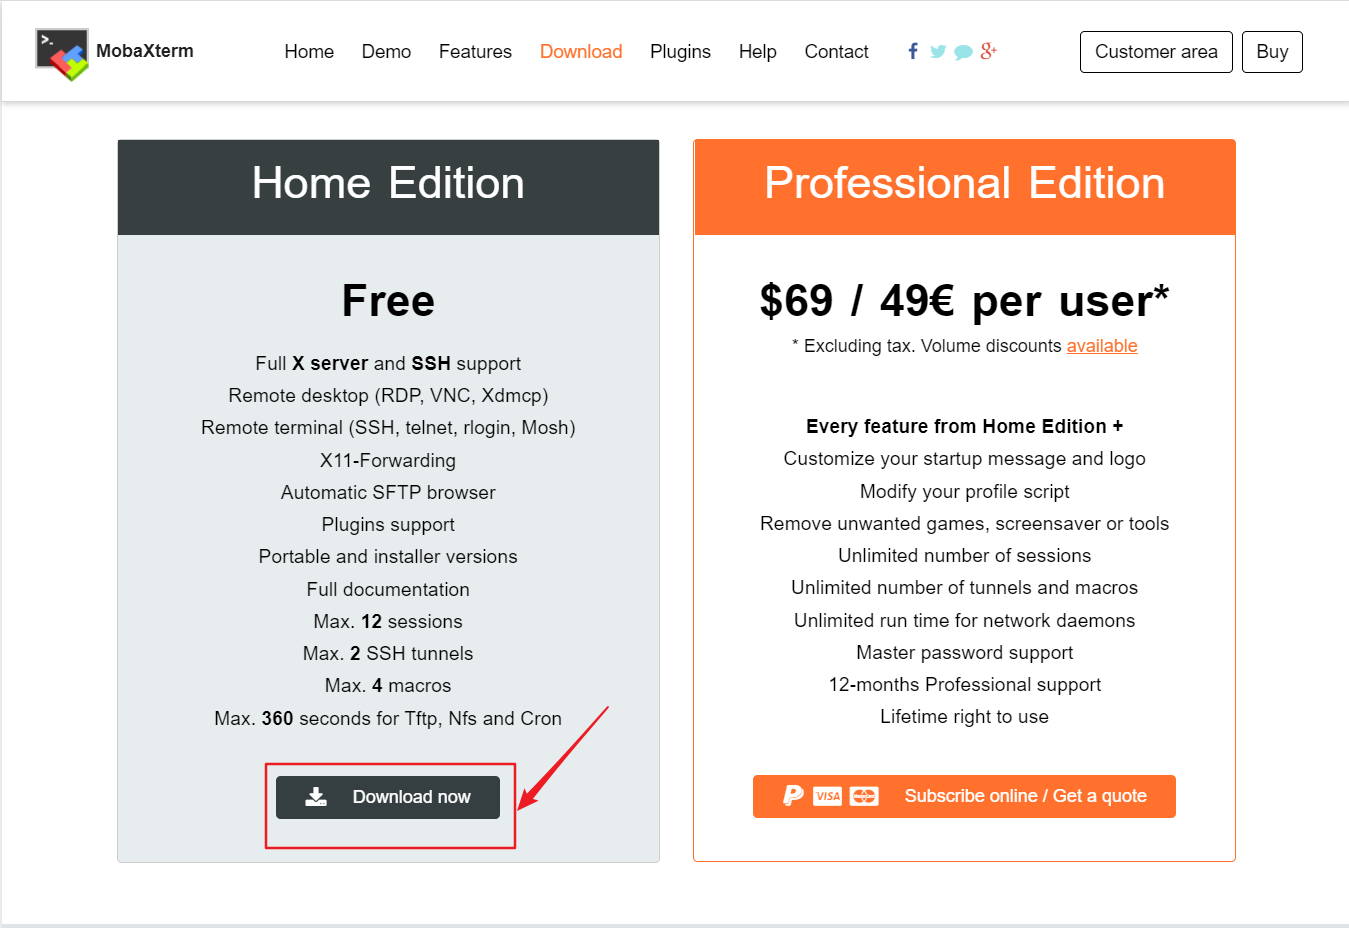 MobaXterm
Home Demo Features Download Plugins Help Contact
Customer area Buy
Home Edition
Free
Full X server and SSH support
Remote desktop (RDP, VNC, Xdmcp)
Remote terminal (SSH, telnet, rlogin, Mosh)
X11-Forwarding
Automatic SFTP browser
Plugins support
Portable and installer versions
Full documentation
Max. 12 sessions
Max. 2 SSH tunnels
Max. 4 macros
Max. 360 seconds for Tftp, Nfs and Cron
Download now
Professional Edition
$69 / 49€ per user*
* Excluding tax. Volume discounts available
Every feature from Home Edition +
Customize your startup message and logo
Modify your profile script
Remove unwanted games, screensaver or tools
Unlimited number of sessions
Unlimited number of tunnels and macros
Unlimited run time for network daemons
Master password support
12-months Professional support
Lifetime right to use
VISA Subscribe online / Get a quote